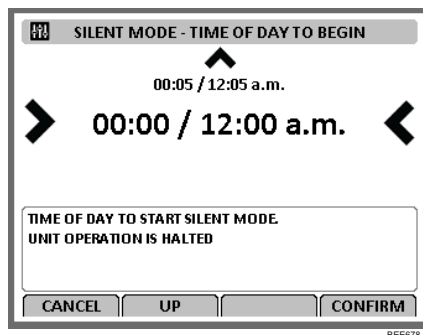 SILENT MODE - TIME OF DAY TO BEGIN
00:05 / 12:05 a.m.
00:00 / 12:00 a.m.
TIME OF DAY TO START SILENT MODE.
UNIT OPERATION IS HALTED
CANCEL UP CONFIRM
REE678